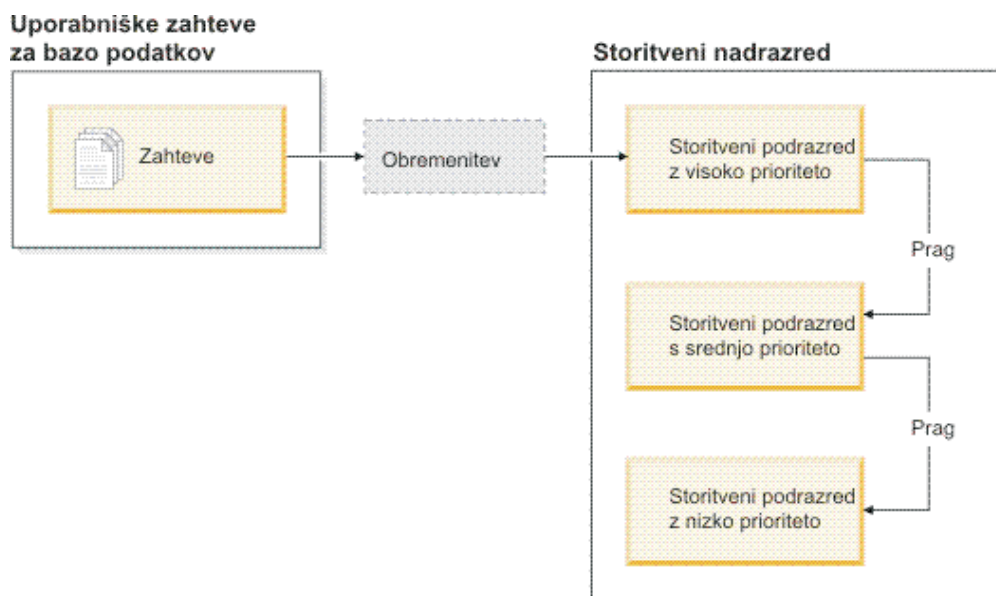 Uporabniške zahteve
za bazo podatkov
Zahteve
Obremenitev
Storitveni nadrazred
Storitveni podrazred
z visoko prioriteto
Prag
Storitveni podrazred
s srednjo prioriteto
Prag
Storitveni podrazred
z nizko prioriteto